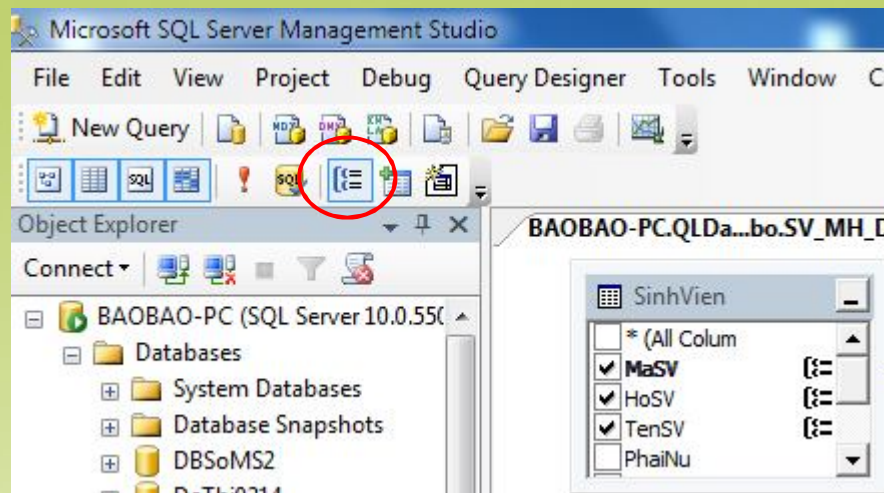 Microsoft SQL Server Management Studio
File Edit View Project Debug Query Designer Tools Window C
New Query
SQL
Object Explorer
BAOBAO-PC.QLDa...bo.SV_MH_D
Connect
BAOBAO-PC (SQL Server 10.0.550
Databases
System Databases
Database Snapshots
DBSoMS2
SinhVien
* (All Colum
MaSV
HoSV
TenSV
PhaiNu